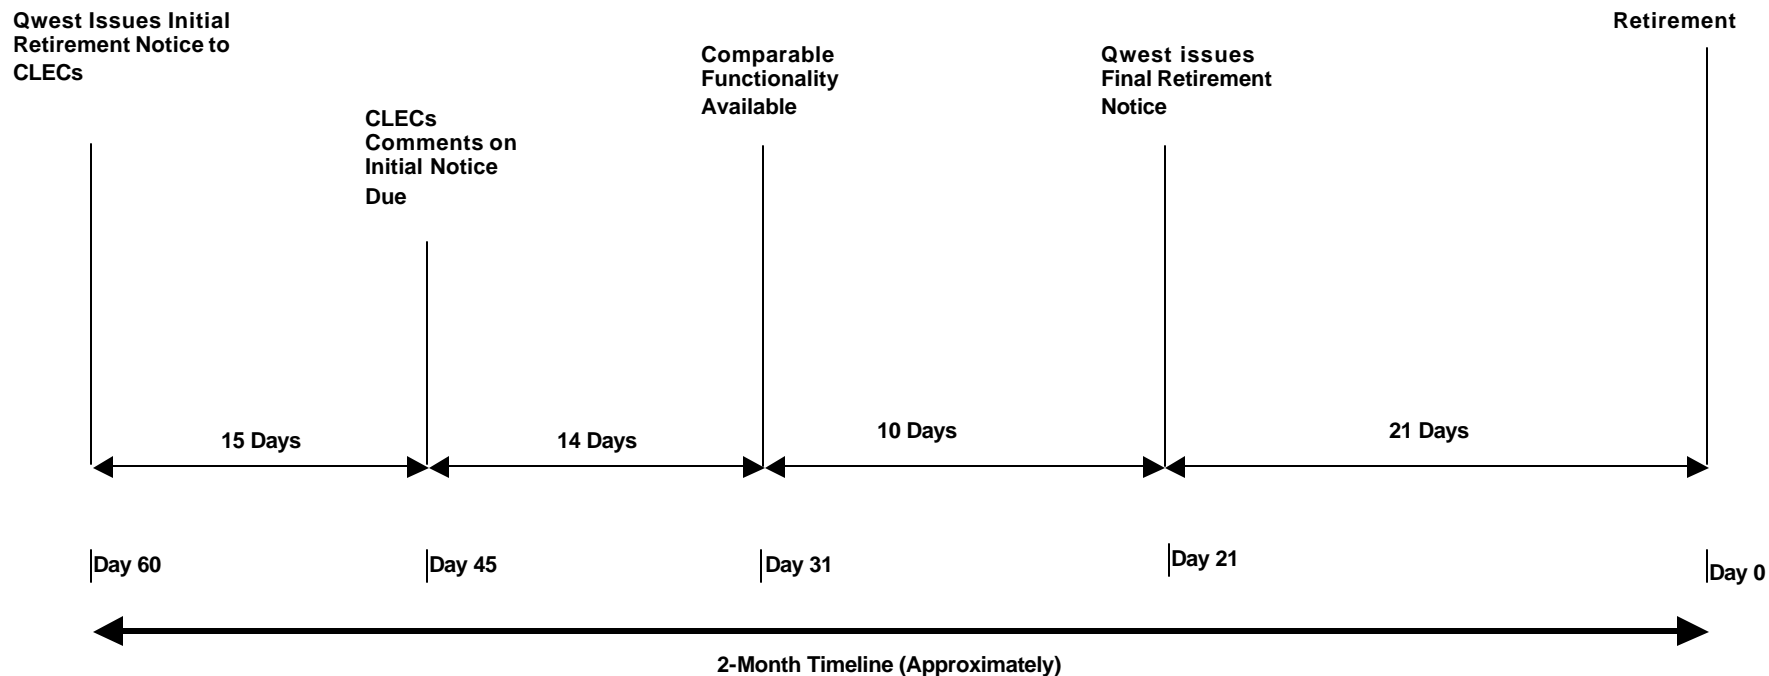 Qwest Issues Initial
Retirement Notice to
CLECs
CLECs
Comments on
Initial Notice
Due
Comparable
Functionality
Available
Qwest issues
Final Retirement
Notice
Retirement
15 Days
14 Days
10 Days
21 Days
Day 60
Day 45
Day 31
Day 21
Day 0
2-Month Timeline (Approximately)